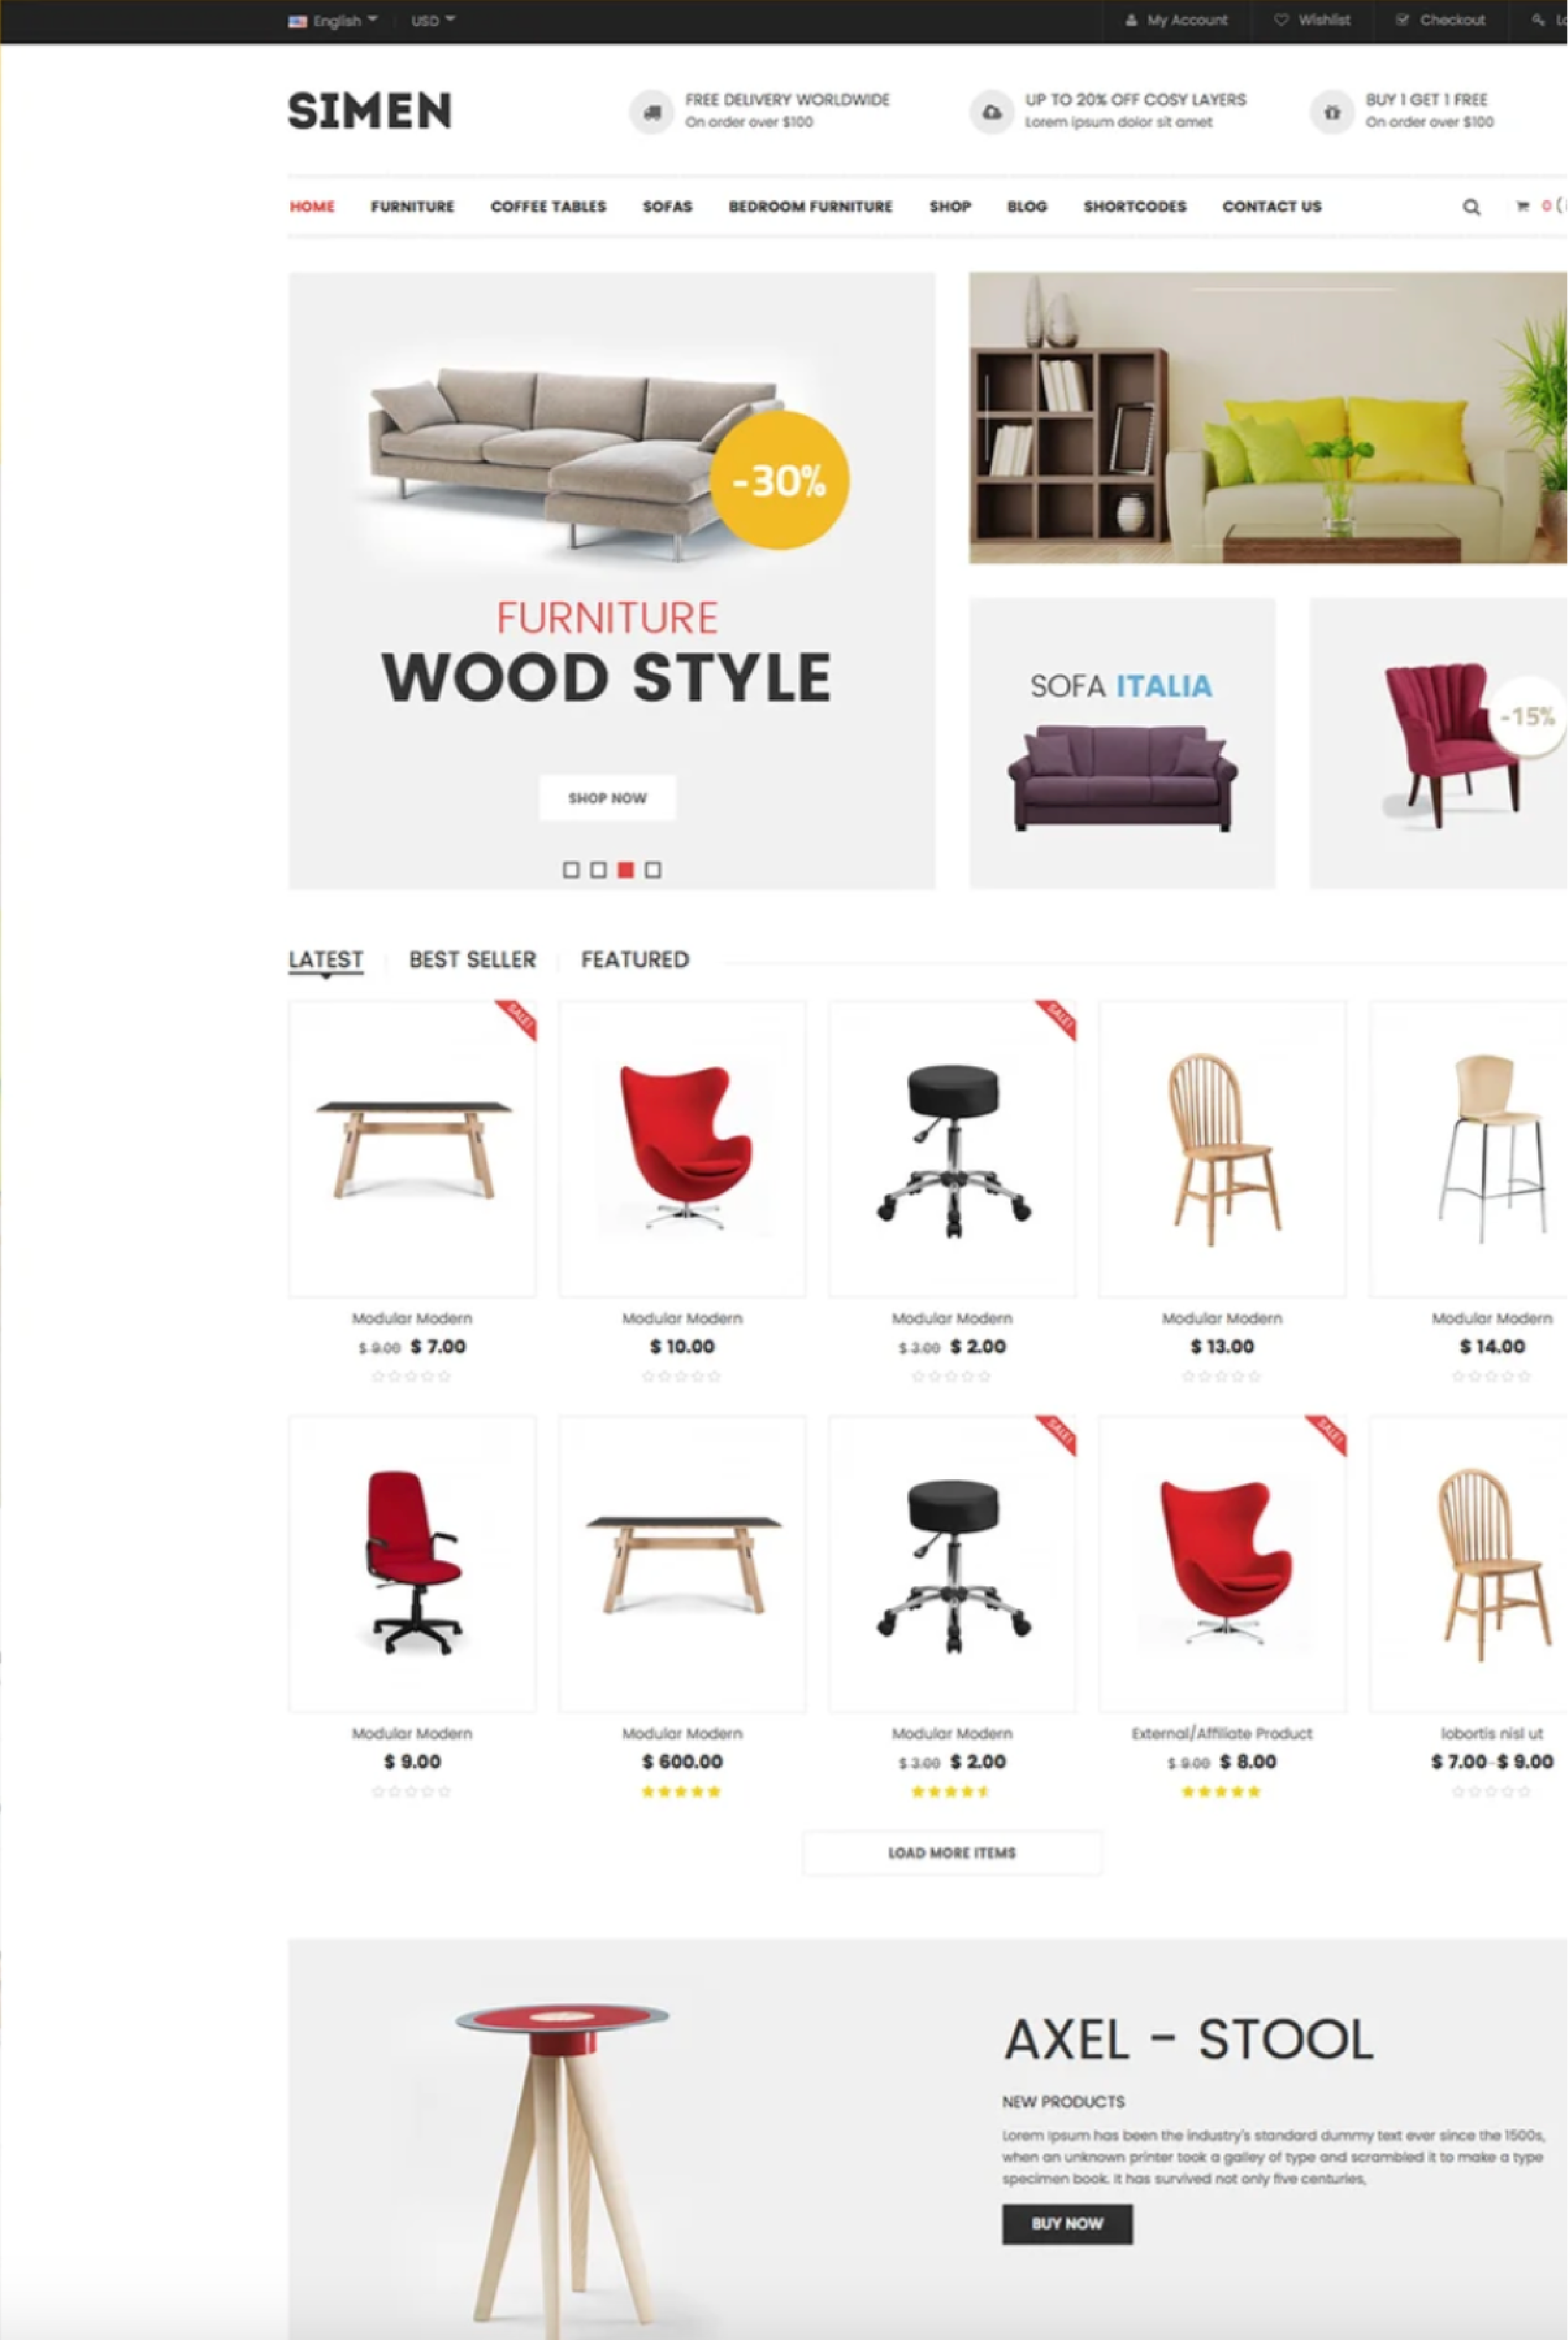 English USD My Account Wishlist Checkout
SIMEN
FREE DELIVERY WORLDWIDE
On order over $100
UP TO 20% OFF COSY LAYERS
Lorem ipsum dolor sit amet
BUY 1 GET 1 FREE
On order over $100
HOME FURNITURE COFFEE TABLES SOFAS BEDROOM FURNITURE SHOP BLOG SHORTCODES CONTACT US 0 (
-30%
FURNITURE
WOOD STYLE
SHOP NOW
SOFA ITALIA
-15%
LATEST BEST SELLER FEATURED
SALE!
SALE!
Modular Modern Modular Modern Modular Modern Modular Modern Modular Modern
$ 9.00 $ 7.00 $ 10.00 $ 3.00 $ 2.00 $ 13.00 $ 14.00
SALE!
SALE!
Modular Modern Modular Modern Modular Modern External/Affiliate Product lobortis nisl ut
$ 9.00 $ 600.00 $ 3.00 $ 2.00 $ 9.00 $ 8.00 $ 7.00-$ 9.00
LOAD MORE ITEMS
AXEL - STOOL
NEW PRODUCTS
Lorem Ipsum has been the industry's standard dummy text ever since the 1500s,
when an unknown printer took a galley of type and scrambled it to make a type
specimen book. It has survived not only five centuries,
BUY NOW